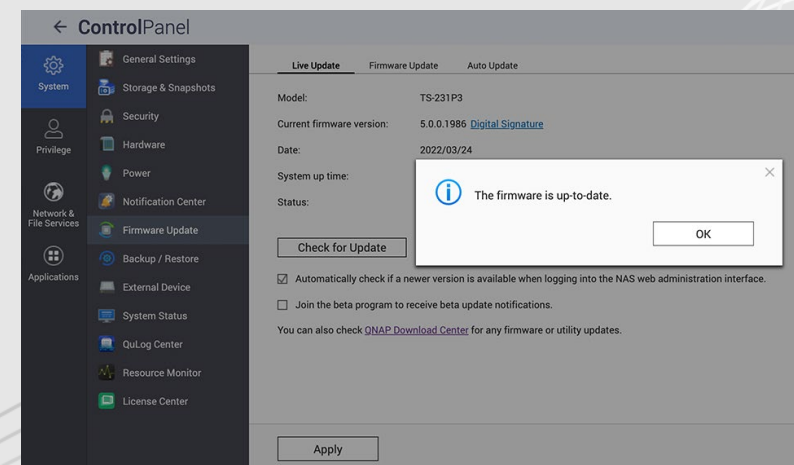 ← ControlPanel
System
Privilege
Network &
File Services
Applications
General Settings
Storage & Snapshots
Security
Hardware
Power
Notification Center
Firmware Update
Backup / Restore
External Device
System Status
QuLog Center
Resource Monitor
License Center
Live Update Firmware Update Auto Update
Model: TS-231P3
Current firmware version: 5.0.0.1986 Digital Signature
Date: 2022/03/24
System up time:
Status:
The firmware is up-to-date.
OK
Check for Update
Automatically check if a newer version is available when logging into the NAS web administration interface.
Join the beta program to receive beta update notifications.
You can also check QNAP Download Center for any firmware or utility updates.
Apply